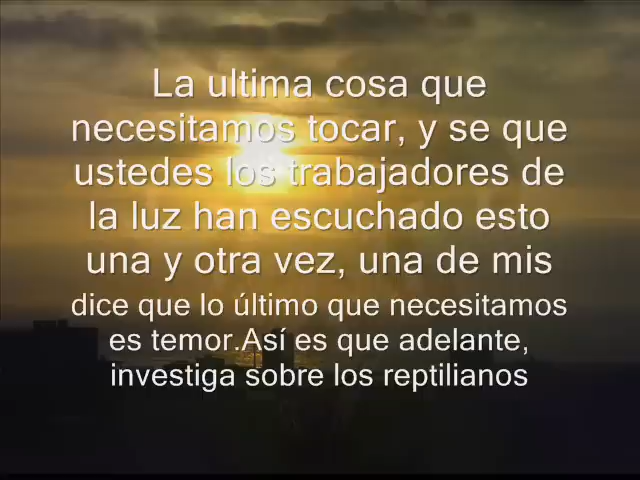 La ultima cosa que
necesitamos tocar, y se que
ustedes los trabajadores de
la luz han escuchado esto
una y otra vez, una de mis
dice que lo último que necesitamos
es temor.Así es que adelante,
investiga sobre los reptilianos